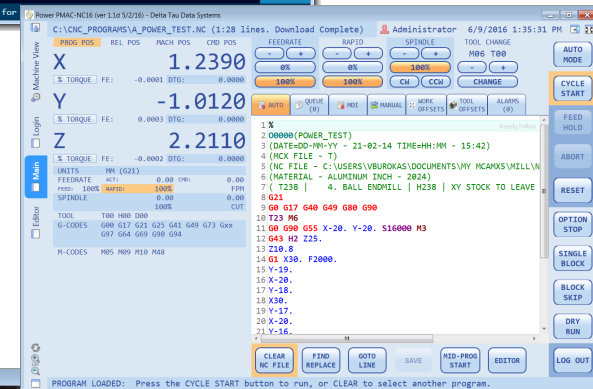 for
Power PMAC-NC16 (ver 1.1d 5/2/16) - Delta Tau Data Systems
C:\CNC_PROGRAMS\A_POWER_TEST.NC (1:28 lines. Download Complete)
Administrator 6/9/2016 1:35:31 PM
Machine View
Login
Main
Editor
PROG POS REL POS MACH POS CMD POS
X 1.2390
% TORQUE FE: -0.0001 DTG: 0.0000
Y -1.0120
% TORQUE FE: 0.0003 DTG: 0.0000
Z 2.2110
% TORQUE FE: -0.0002 DTG: 0.0000
UNITS MM (G21)
FEEDRATE ACT: 0.00 CMD: 0.00
FEED: 100% RAPID: 100% FPM
SPINDLE 0.00 0.00
100% CUT
TOOL T00 H00 D00
G-CODES G00 G17 G21 G25 G41 G49 G73 Gxx
G97 G64 G69 G90 G94
M-CODES M05 M09 M10 M48
FEEDRATE RAPID SPINDLE TOOL CHANGE
- + - + - + M06 T00
0% 0% 100% - +
100% 100% CW CCW CHANGE
AUTO QUEUE (0) MDI MANUAL WORK OFFSETS TOOL OFFSETS ALARMS (0)
ReadyToRun
1 %
2 O0000(POWER_TEST)
3 (DATE=DD-MM-YY - 21-02-14 TIME=HH:MM - 15:42)
4 (MCX FILE - T)
5 (NC FILE - C:\USERS\VBUROKAS\DOCUMENTS\MY MCAMX5\MILL\N
6 (MATERIAL - ALUMINUM INCH - 2024)
7 ( T238 | 4. BALL ENDMILL | H238 | XY STOCK TO LEAVE
8 G21
9 G0 G17 G40 G49 G80 G90
10 T23 M6
11 G0 G90 G55 X-20. Y-20. S16000 M3
12 G43 H2 Z25.
13 Z10.8
14 G1 X30. F2000.
15 Y-19.
16 X-20.
17 Y-18.
18 X30.
19 Y-17.
20 X-20.
21 Y-16.
CLEAR NC FILE
FIND REPLACE
GOTO LINE
SAVE
MID-PROG START
EDITOR
AUTO MODE
CYCLE START
FEED HOLD
ABORT
RESET
OPTION STOP
SINGLE BLOCK
BLOCK SKIP
DRY RUN
LOG OUT
PROGRAM LOADED: Press the CYCLE START button to run, or CLEAR to select another program.